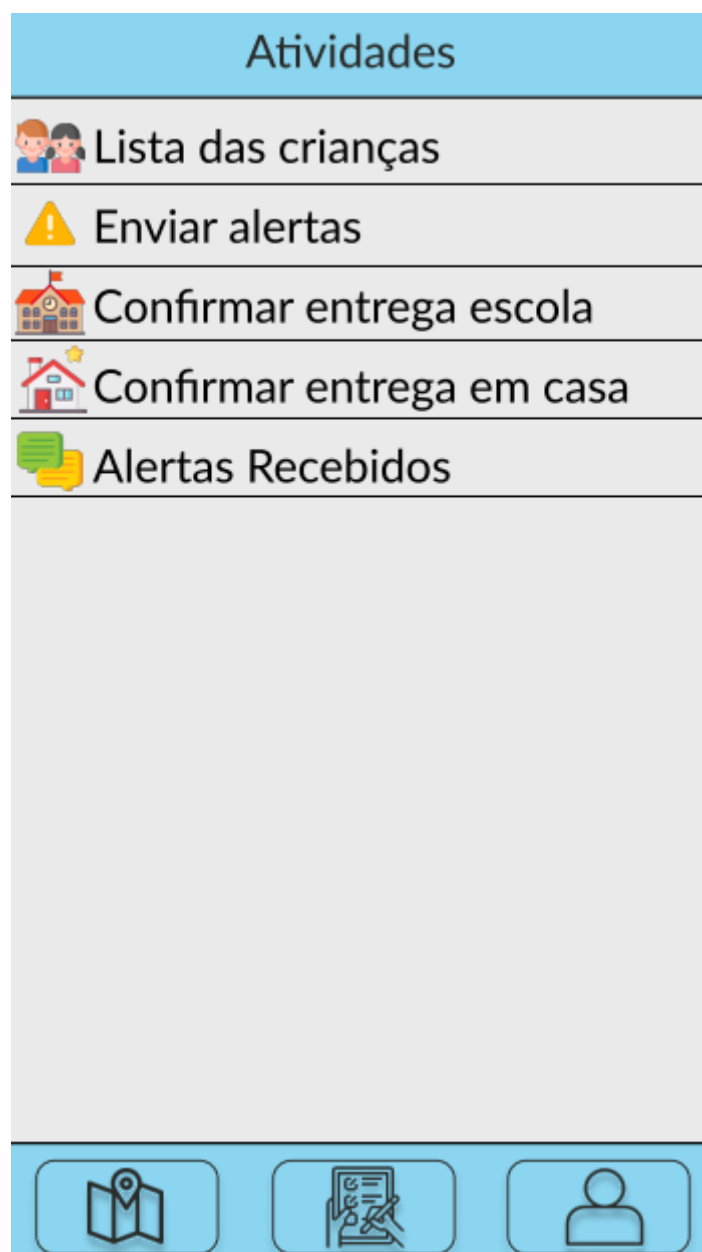 Atividades
Lista das crianças
Enviar alertas
Confirmar entrega escola
Confirmar entrega em casa
Alertas Recebidos